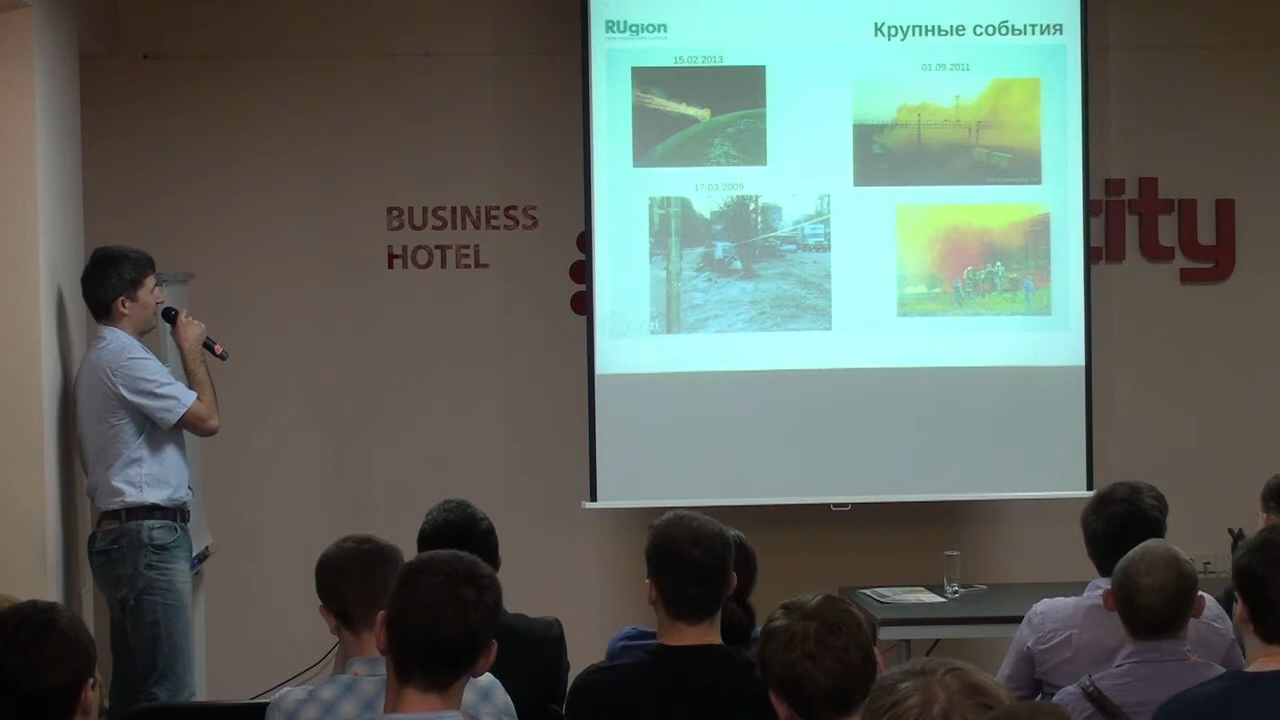 RUgion
Крупные события
15.02.2013
01.09.2011
17.03.2009
BUSINESS
HOTEL
city